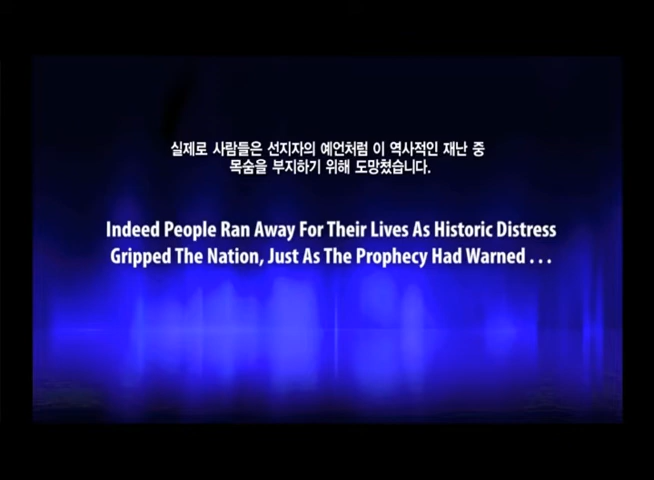 실제로 사람들은 선지자의 예언처럼 이 역사적인 재난 중
목숨을 부지하기 위해 도망쳤습니다.
Indeed People Ran Away For Their Lives As Historic Distress
Gripped The Nation, Just As The Prophecy Had Warned . . .